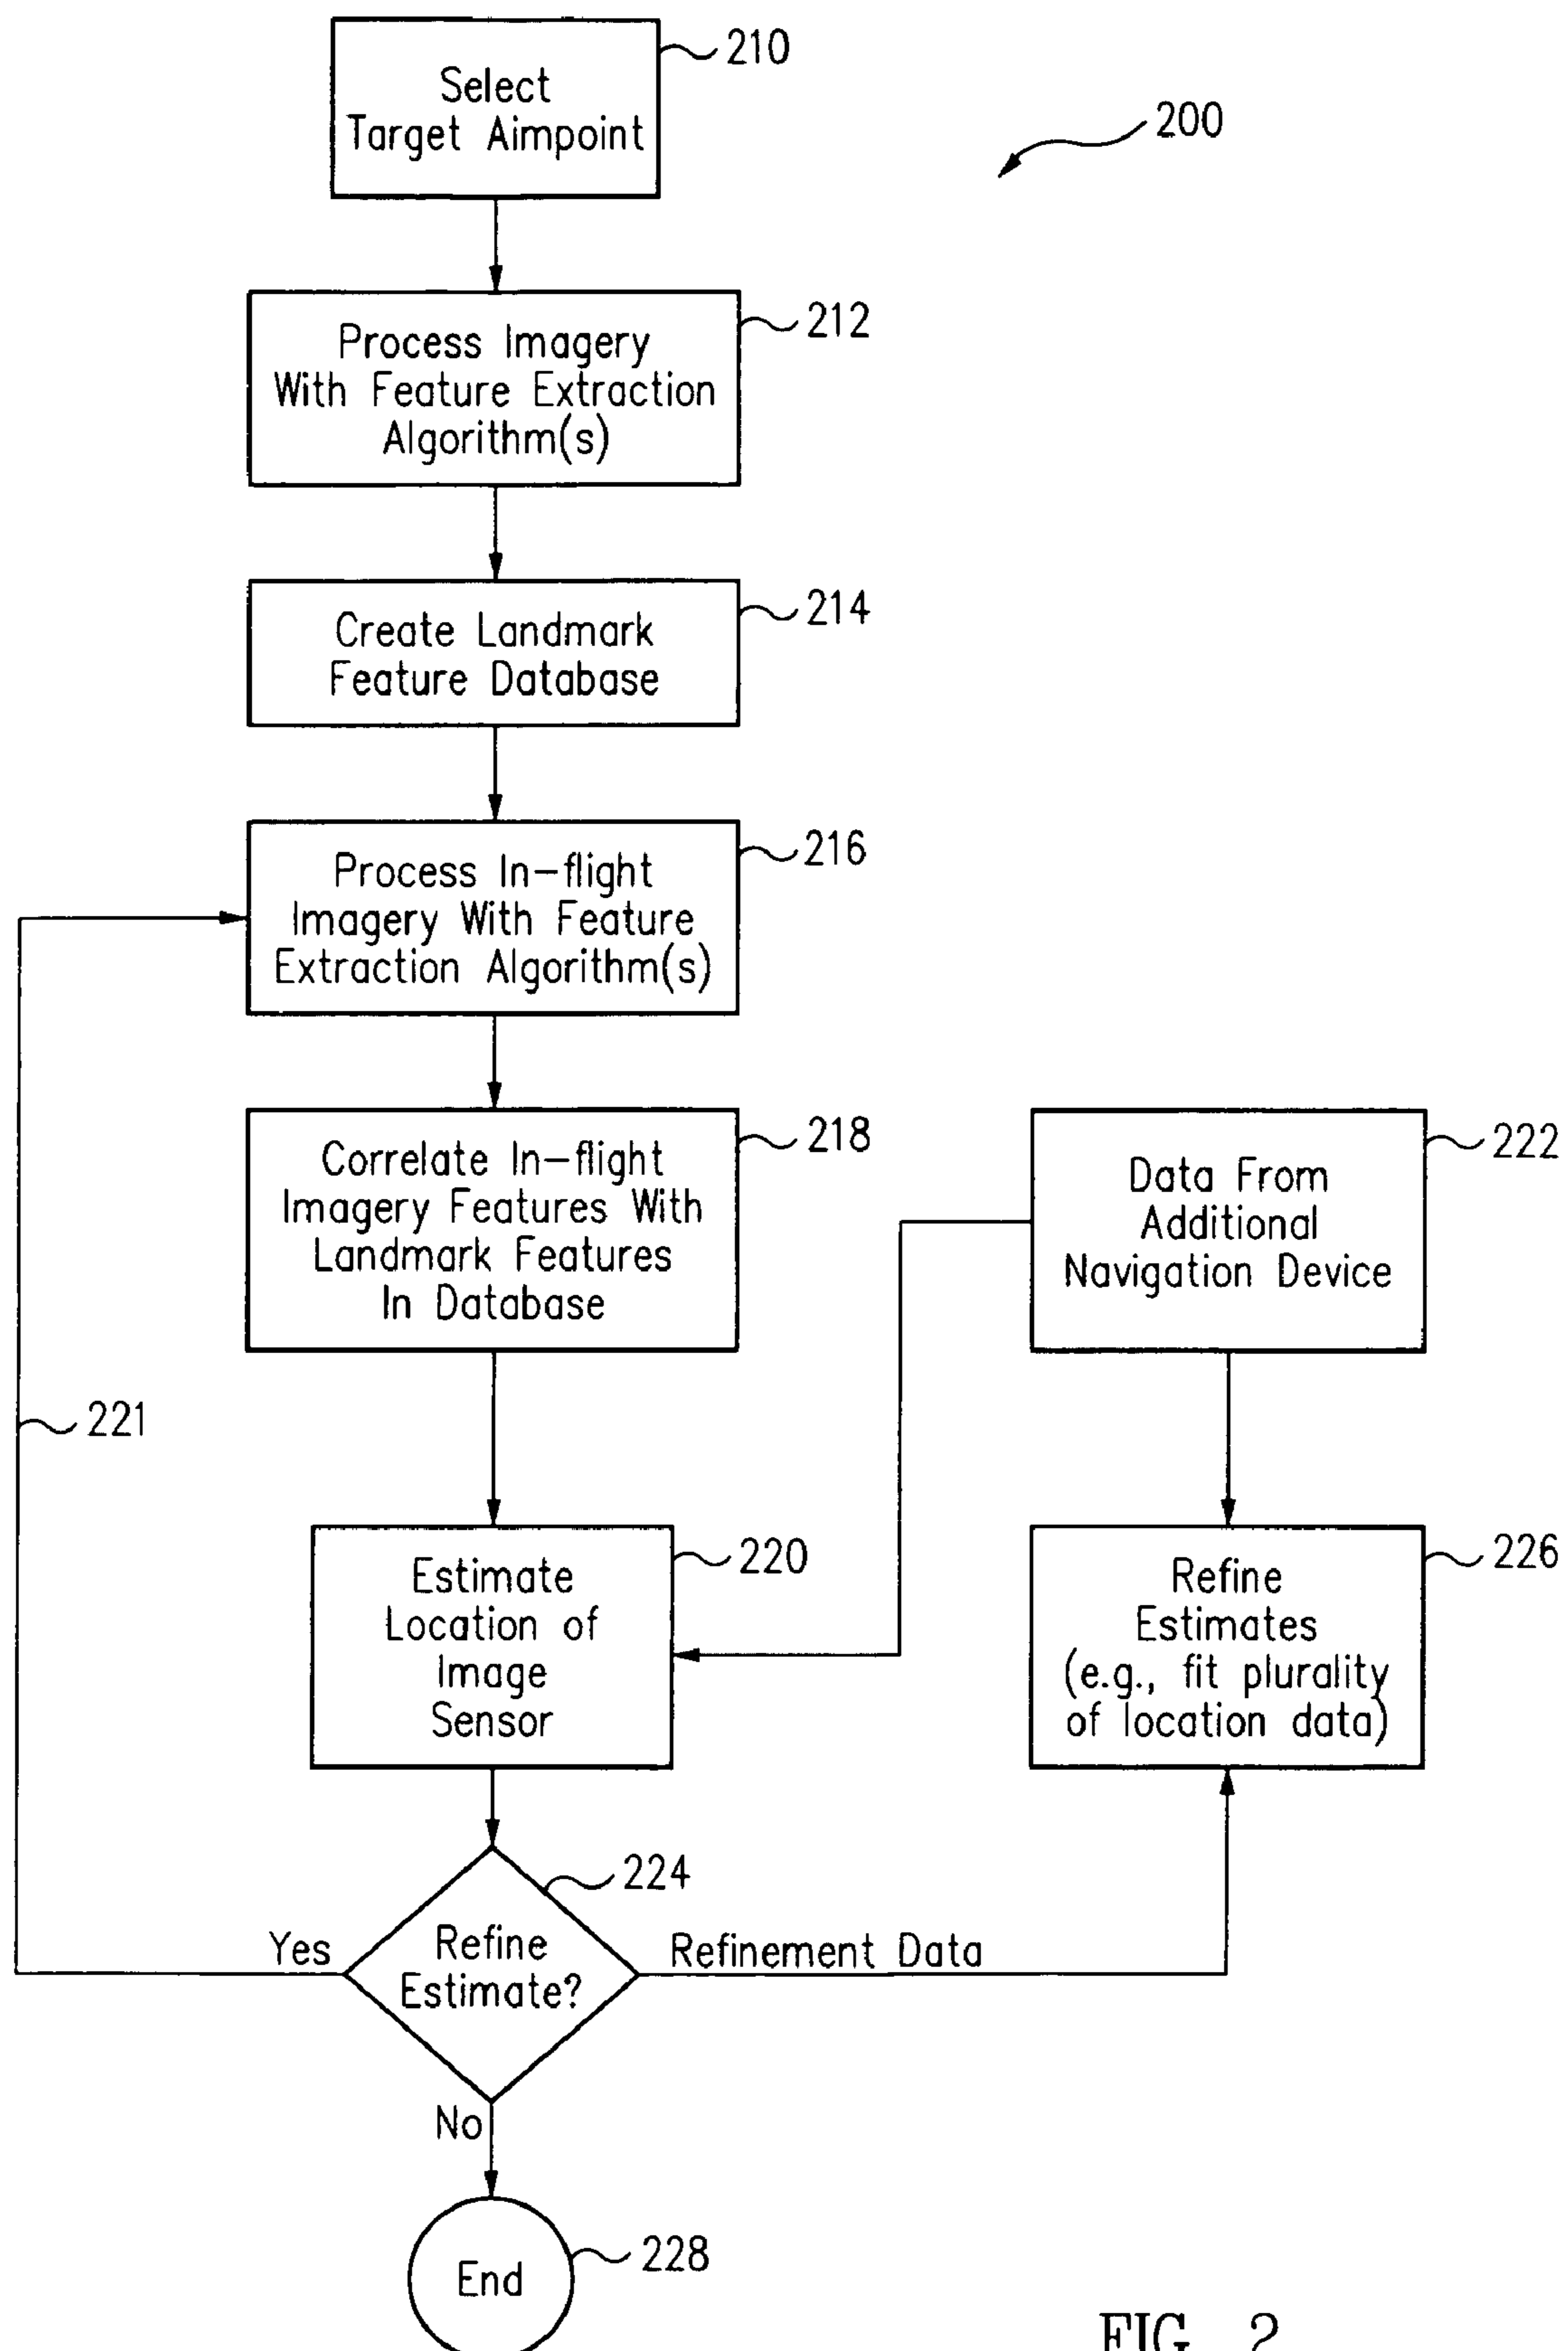 210
Select
Target Aimpoint
200
212
Process Imagery
With Feature Extraction
Algorithm(s)
214
Create Landmark
Feature Database
216
Process In-flight
Imagery With Feature
Extraction Algorithm(s)
218
Correlate In-flight
Imagery Features With
Landmark Features
In Database
222
Data From
Additional
Navigation Device
221
220
Estimate
Location of
Image
Sensor
226
Refine
Estimates
(e.g., fit plurality
of location data)
224
Refine
Estimate?
Yes
Refinement Data
No
228
End
FIG. 2